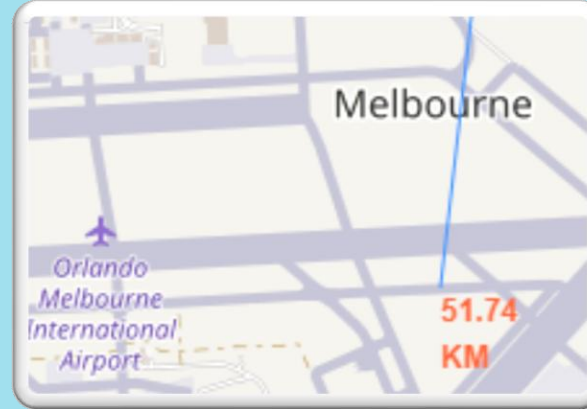 Melbourne
Orlando
Melbourne
International
Airport
51.74
KM